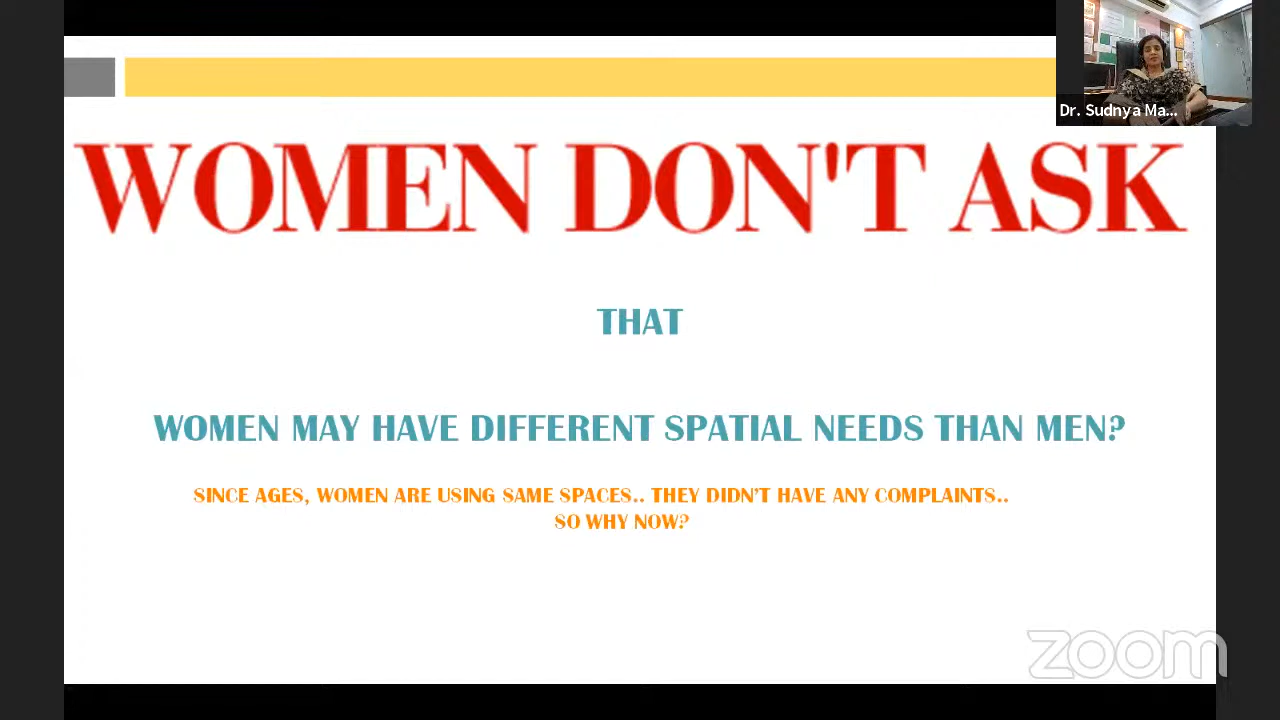 Dr. Sudnya Ma...
WOMEN DON'T ASK
THAT
WOMEN MAY HAVE DIFFERENT SPATIAL NEEDS THAN MEN?
SINCE AGES, WOMEN ARE USING SAME SPACES.. THEY DIDN'T HAVE ANY COMPLAINTS..
SO WHY NOW?
zoom